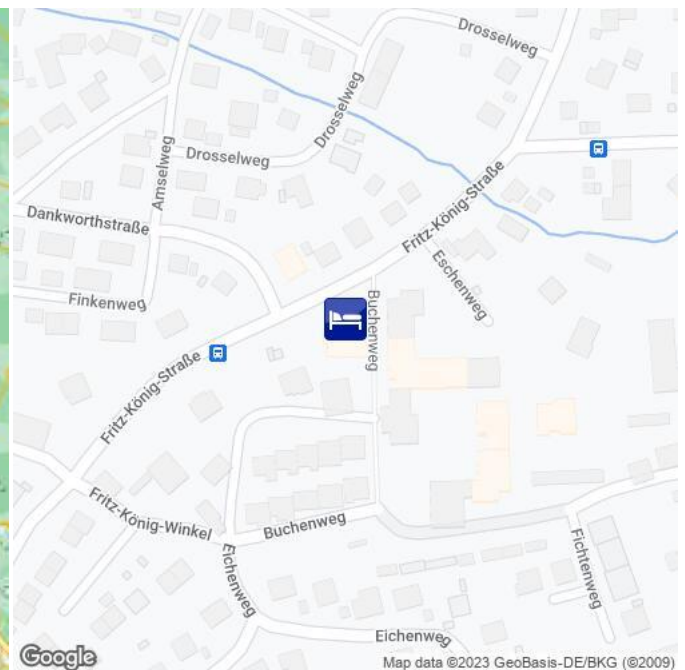 Drosselweg
Drosselweg
Drosselweg
Amselweg
Fritz-König-Straße
Dankworthstraße
Eschenweg
Finkenweg
Buchenweg
Fritz-König-Straße
Fritz-König-Winkel
Buchenweg
Eichenweg
Fichtenweg
Eichenweg
Google
Map data ©2023 GeoBasis-DE/BKG (©2009)